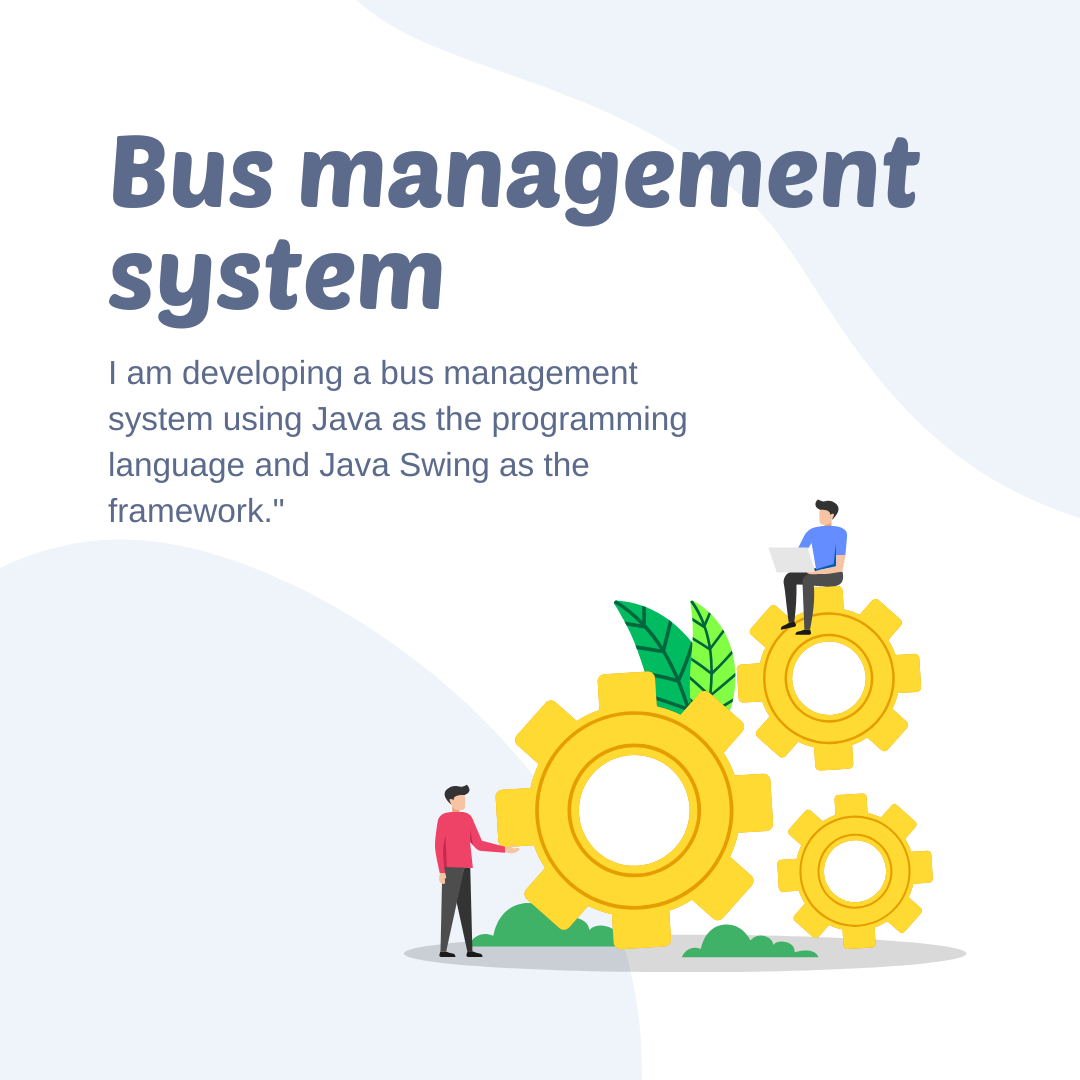 Bus management
system
I am developing a bus management
system using Java as the programming
language and Java Swing as the
framework."